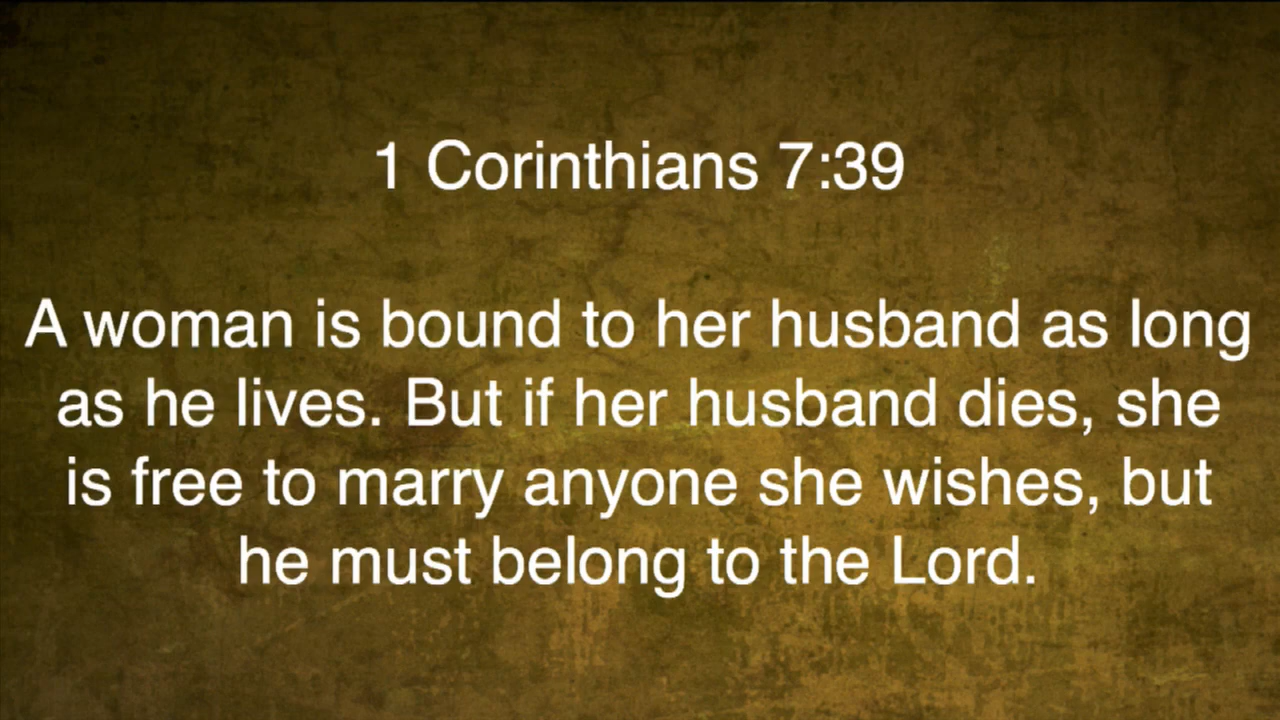 1 Corinthians 7:39
A woman is bound to her husband as long
as he lives. But if her husband dies, she
is free to marry anyone she wishes, but
he must belong to the Lord.